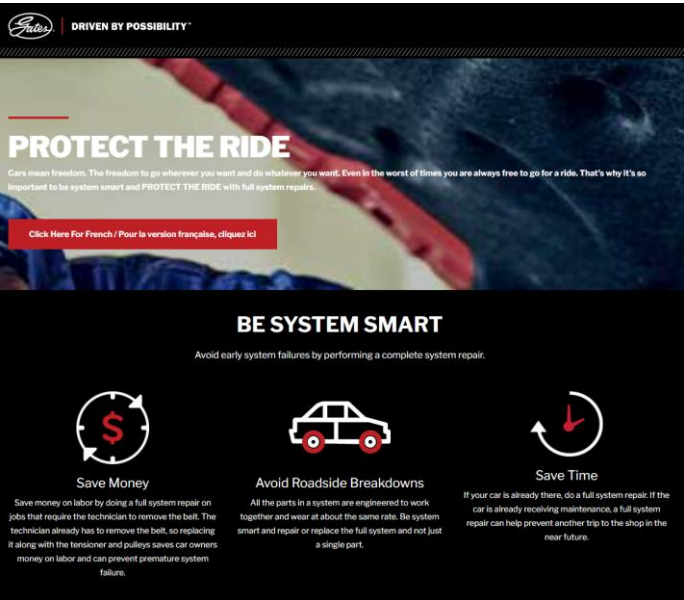 Gates
DRIVEN BY POSSIBILITY™
PROTECT THE RIDE
Cars mean freedom. The freedom to go wherever you want and do whatever you want. Even in the worst of times you are always free to go for a ride. That's why it's so
important to be system smart and PROTECT THE RIDE with full system repairs.
Click Here For French / Pour la version française, cliquez ici
BE SYSTEM SMART
Avoid early system failures by performing a complete system repair.
$
Save Money
Save money on labor by doing a full system repair on
jobs that require the technician to remove the belt. The
technician already has to remove the belt, so replacing
it along with the tensioner and pulleys saves car owners
money on labor and can prevent premature system
failure.
Avoid Roadside Breakdowns
All the parts in a system are engineered to work
together and wear at about the same rate. Be system
smart and repair or replace the full system and not just
a single part.
Save Time
If your car is already there, do a full system repair. If the
car is already receiving maintenance, a full system
repair can help prevent another trip to the shop in the
near future.